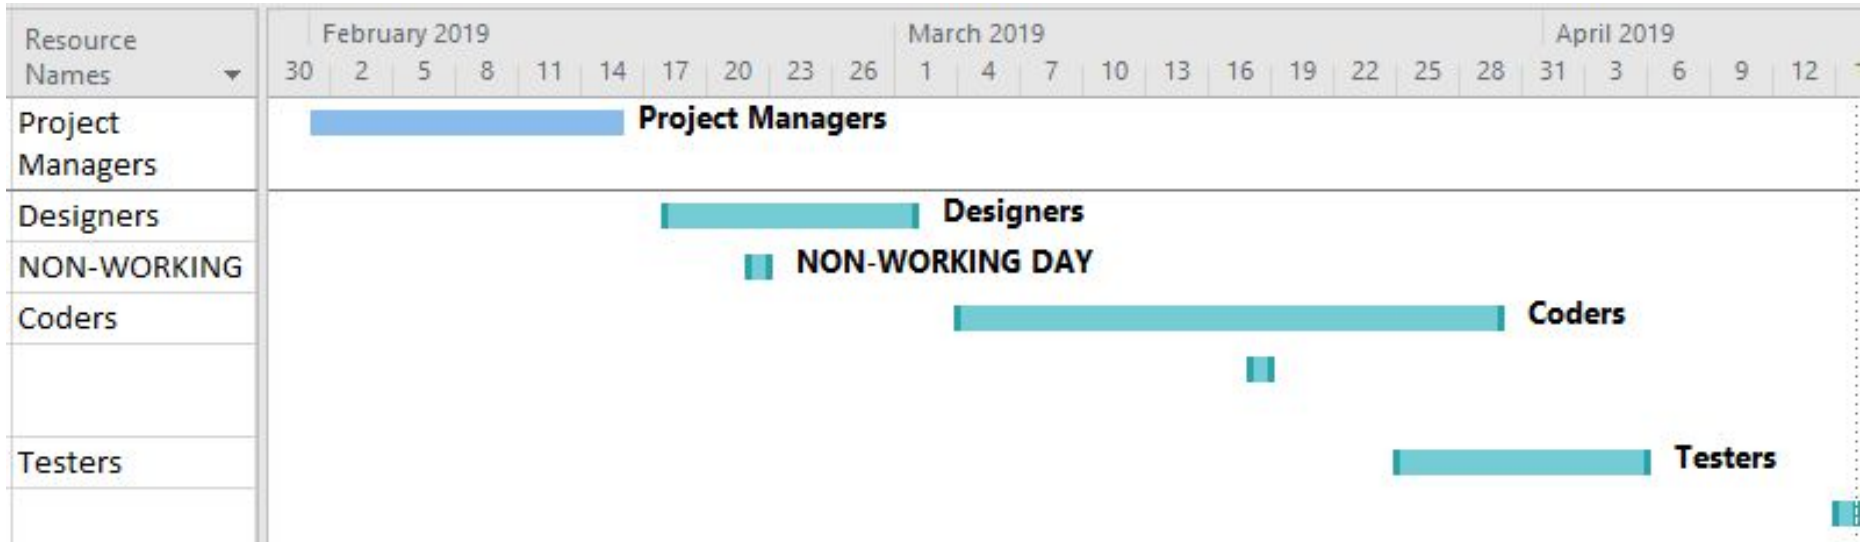 Resource
Names
February 2019 March 2019 April 2019
30 2 5 8 11 14 17 20 23 26 1 4 7 10 13 16 19 22 25 28 31 3 6 9 12
Project
Managers
Project Managers
Designers Designers
NON-WORKING NON-WORKING DAY
Coders Coders
Testers Testers